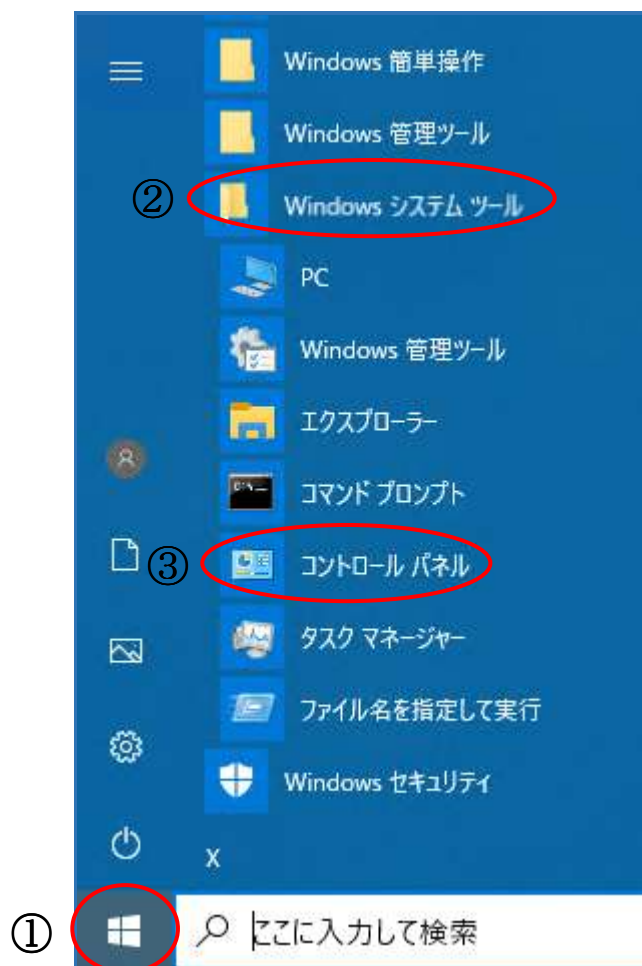 Windows 簡単操作
Windows 管理ツール
② Windows システム ツール
PC
Windows 管理ツール
エクスプローラー
コマンド プロンプト
③ コントロール パネル
タスク マネージャー
ファイル名を指定して実行
Windows セキュリティ
X
① ここに入力して検索